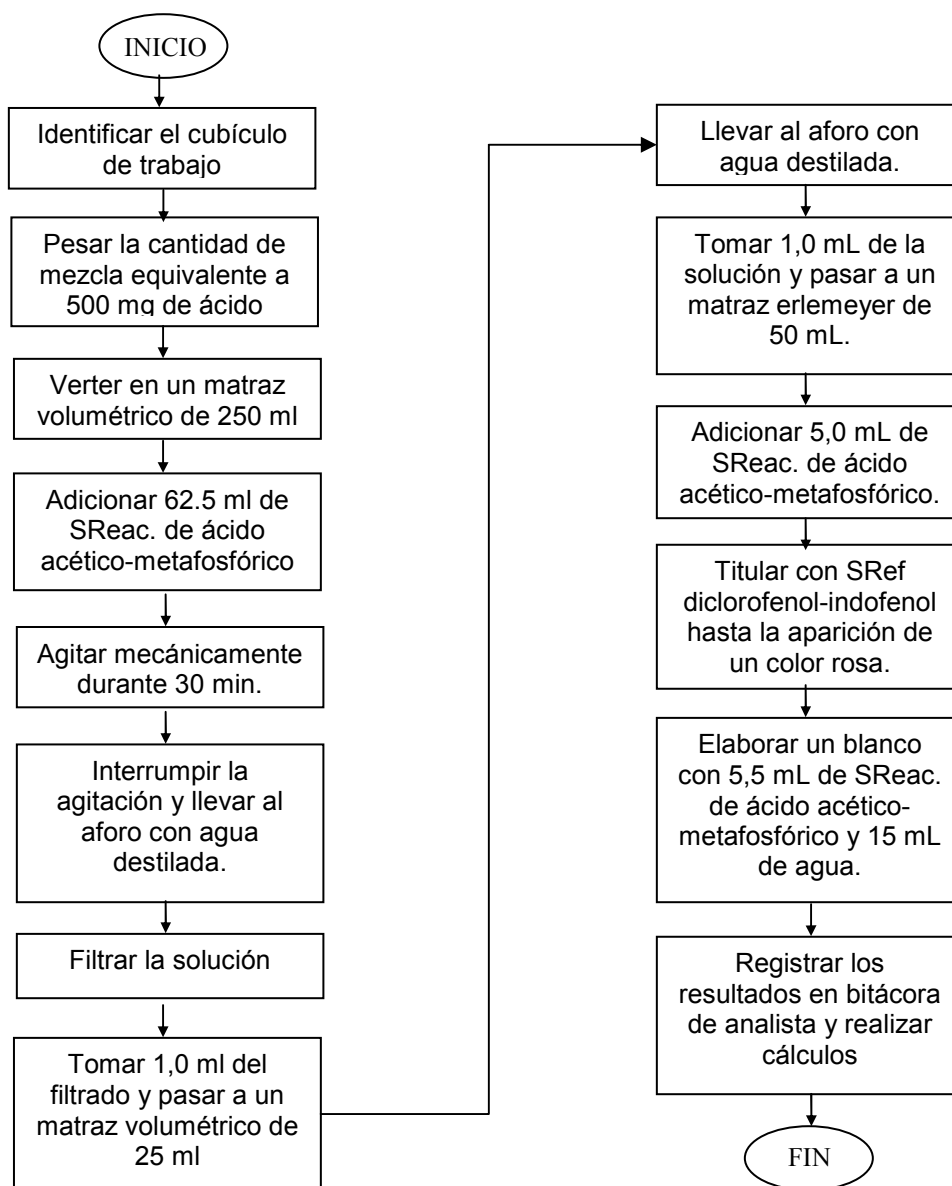 INICIO
Identificar el cubículo
de trabajo
Pesar la cantidad de
mezcla equivalente a
500 mg de ácido
Verter en un matraz
volumétrico de 250 ml
Adicionar 62.5 ml de
SReac. de ácido
acético-metafosfórico
Agitar mecánicamente
durante 30 min.
Interrumpir la
agitación y llevar al
aforo con agua
destilada.
Filtrar la solución
Tomar 1,0 ml del
filtrado y pasar a un
matraz volumétrico de
25 ml
Llevar al aforo con
agua destilada.
Tomar 1,0 mL de la
solución y pasar a un
matraz erlemeyer de
50 mL.
Adicionar 5,0 mL de
SReac. de ácido
acético-metafosfórico.
Titular con SRef
diclorofenol-indofenol
hasta la aparición de
un color rosa.
Elaborar un blanco
con 5,5 mL de SReac.
de ácido acético-
metafosfórico y 15 mL
de agua.
Registrar los
resultados en bitácora
de analista y realizar
cálculos
FIN